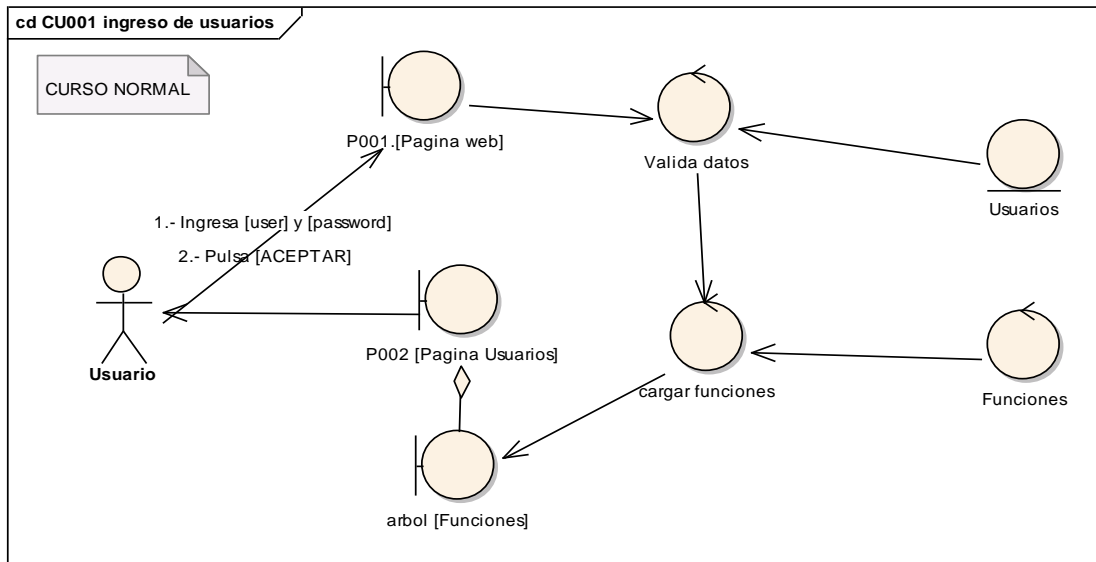 cd CU001 ingreso de usuarios
CURSO NORMAL
P001.[Pagina web]
Valida datos
Usuarios
1.- Ingresa [user] y [password]
2.- Pulsa [ACEPTAR]
Usuario
P002 [Pagina Usuarios]
cargar funciones
Funciones
arbol [Funciones]